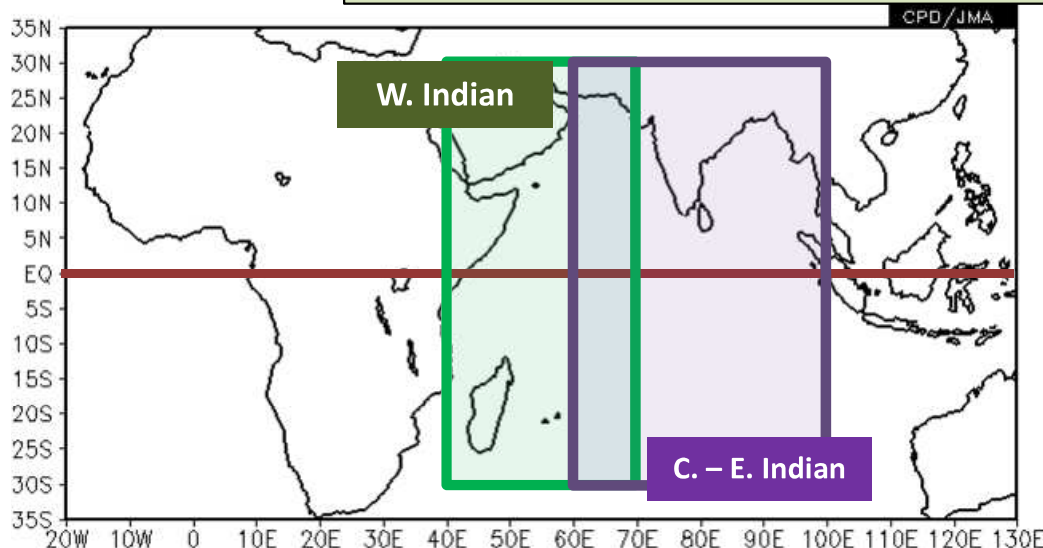 CPD/JMA
35N
30N
25N
20N
15N
10N
5N
EQ
5S
10S
15S
20S
25S
30S
35S
W. Indian
C. – E. Indian
20W 10W 0 10E 20E 30E 40E 50E 60E 70E 80E 90E 100E 110E 120E 130E